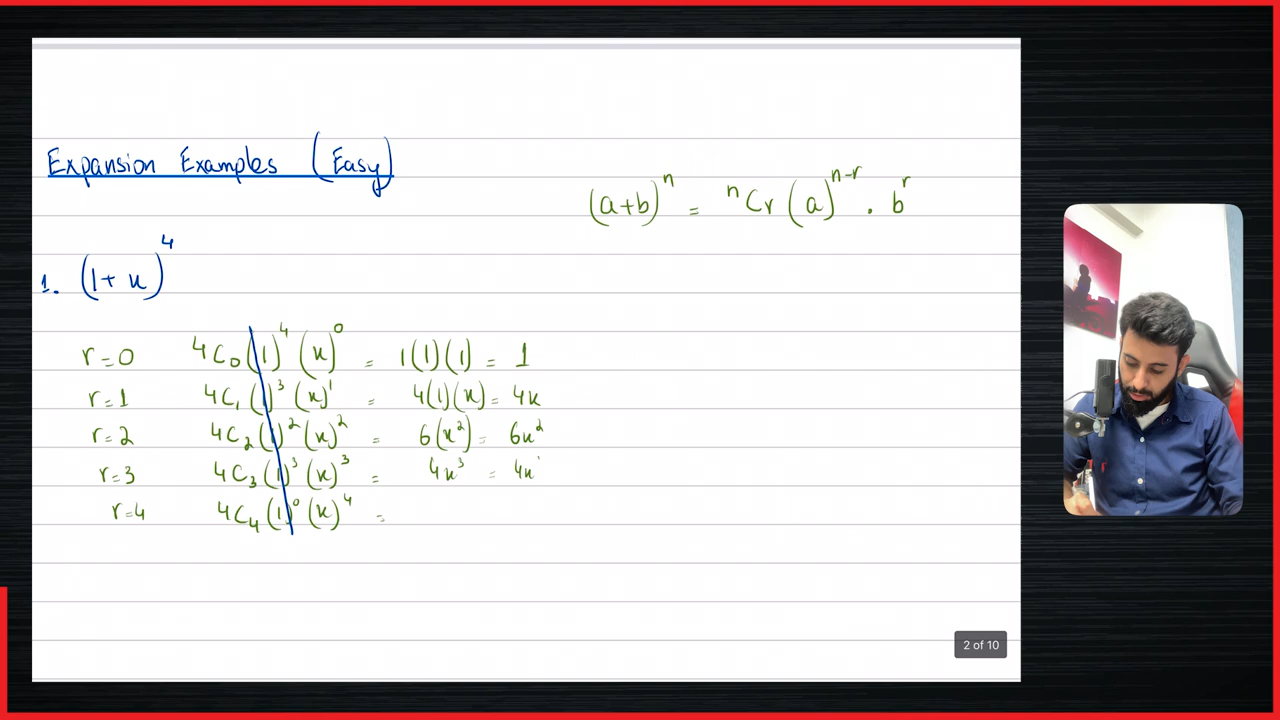 Expansion Examples (Easy)
(a+b)^n = nCr (a)^n-r . b^r
1. (1+x)^4
r=0 4C0 (1)^4 (x)^0 = 1(1)(1) = 1
r=1 4C1 (1)^3 (x)^1 = 4(1)(x) = 4x
r=2 4C2 (1)^2 (x)^2 = 6(x^2) = 6x^2
r=3 4C3 (1)^3 (x)^3 = 4x^3 = 4x
r=4 4C4 (1)^0 (x)^4 =
2 of 10